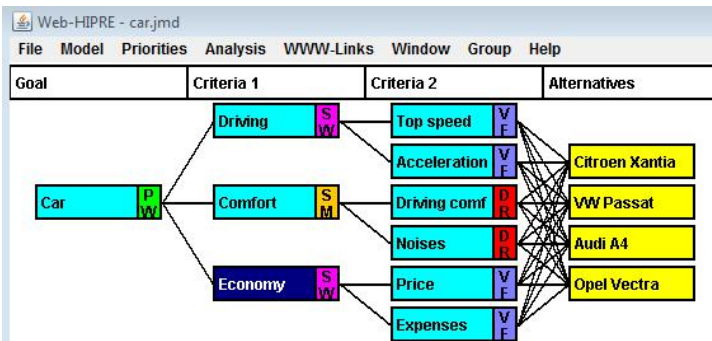 Web-HIPRE - car.jmd
File Model Priorities Analysis WWW-Links Window Group Help
Goal Criteria 1 Criteria 2 Alternatives
Driving SW
Top speed VF
Acceleration VF
Citroen Xantia
Car PW
Comfort SM
Driving comf DR
VW Passat
Noises DR
Audi A4
Economy SW
Price VF
Opel Vectra
Expenses VF